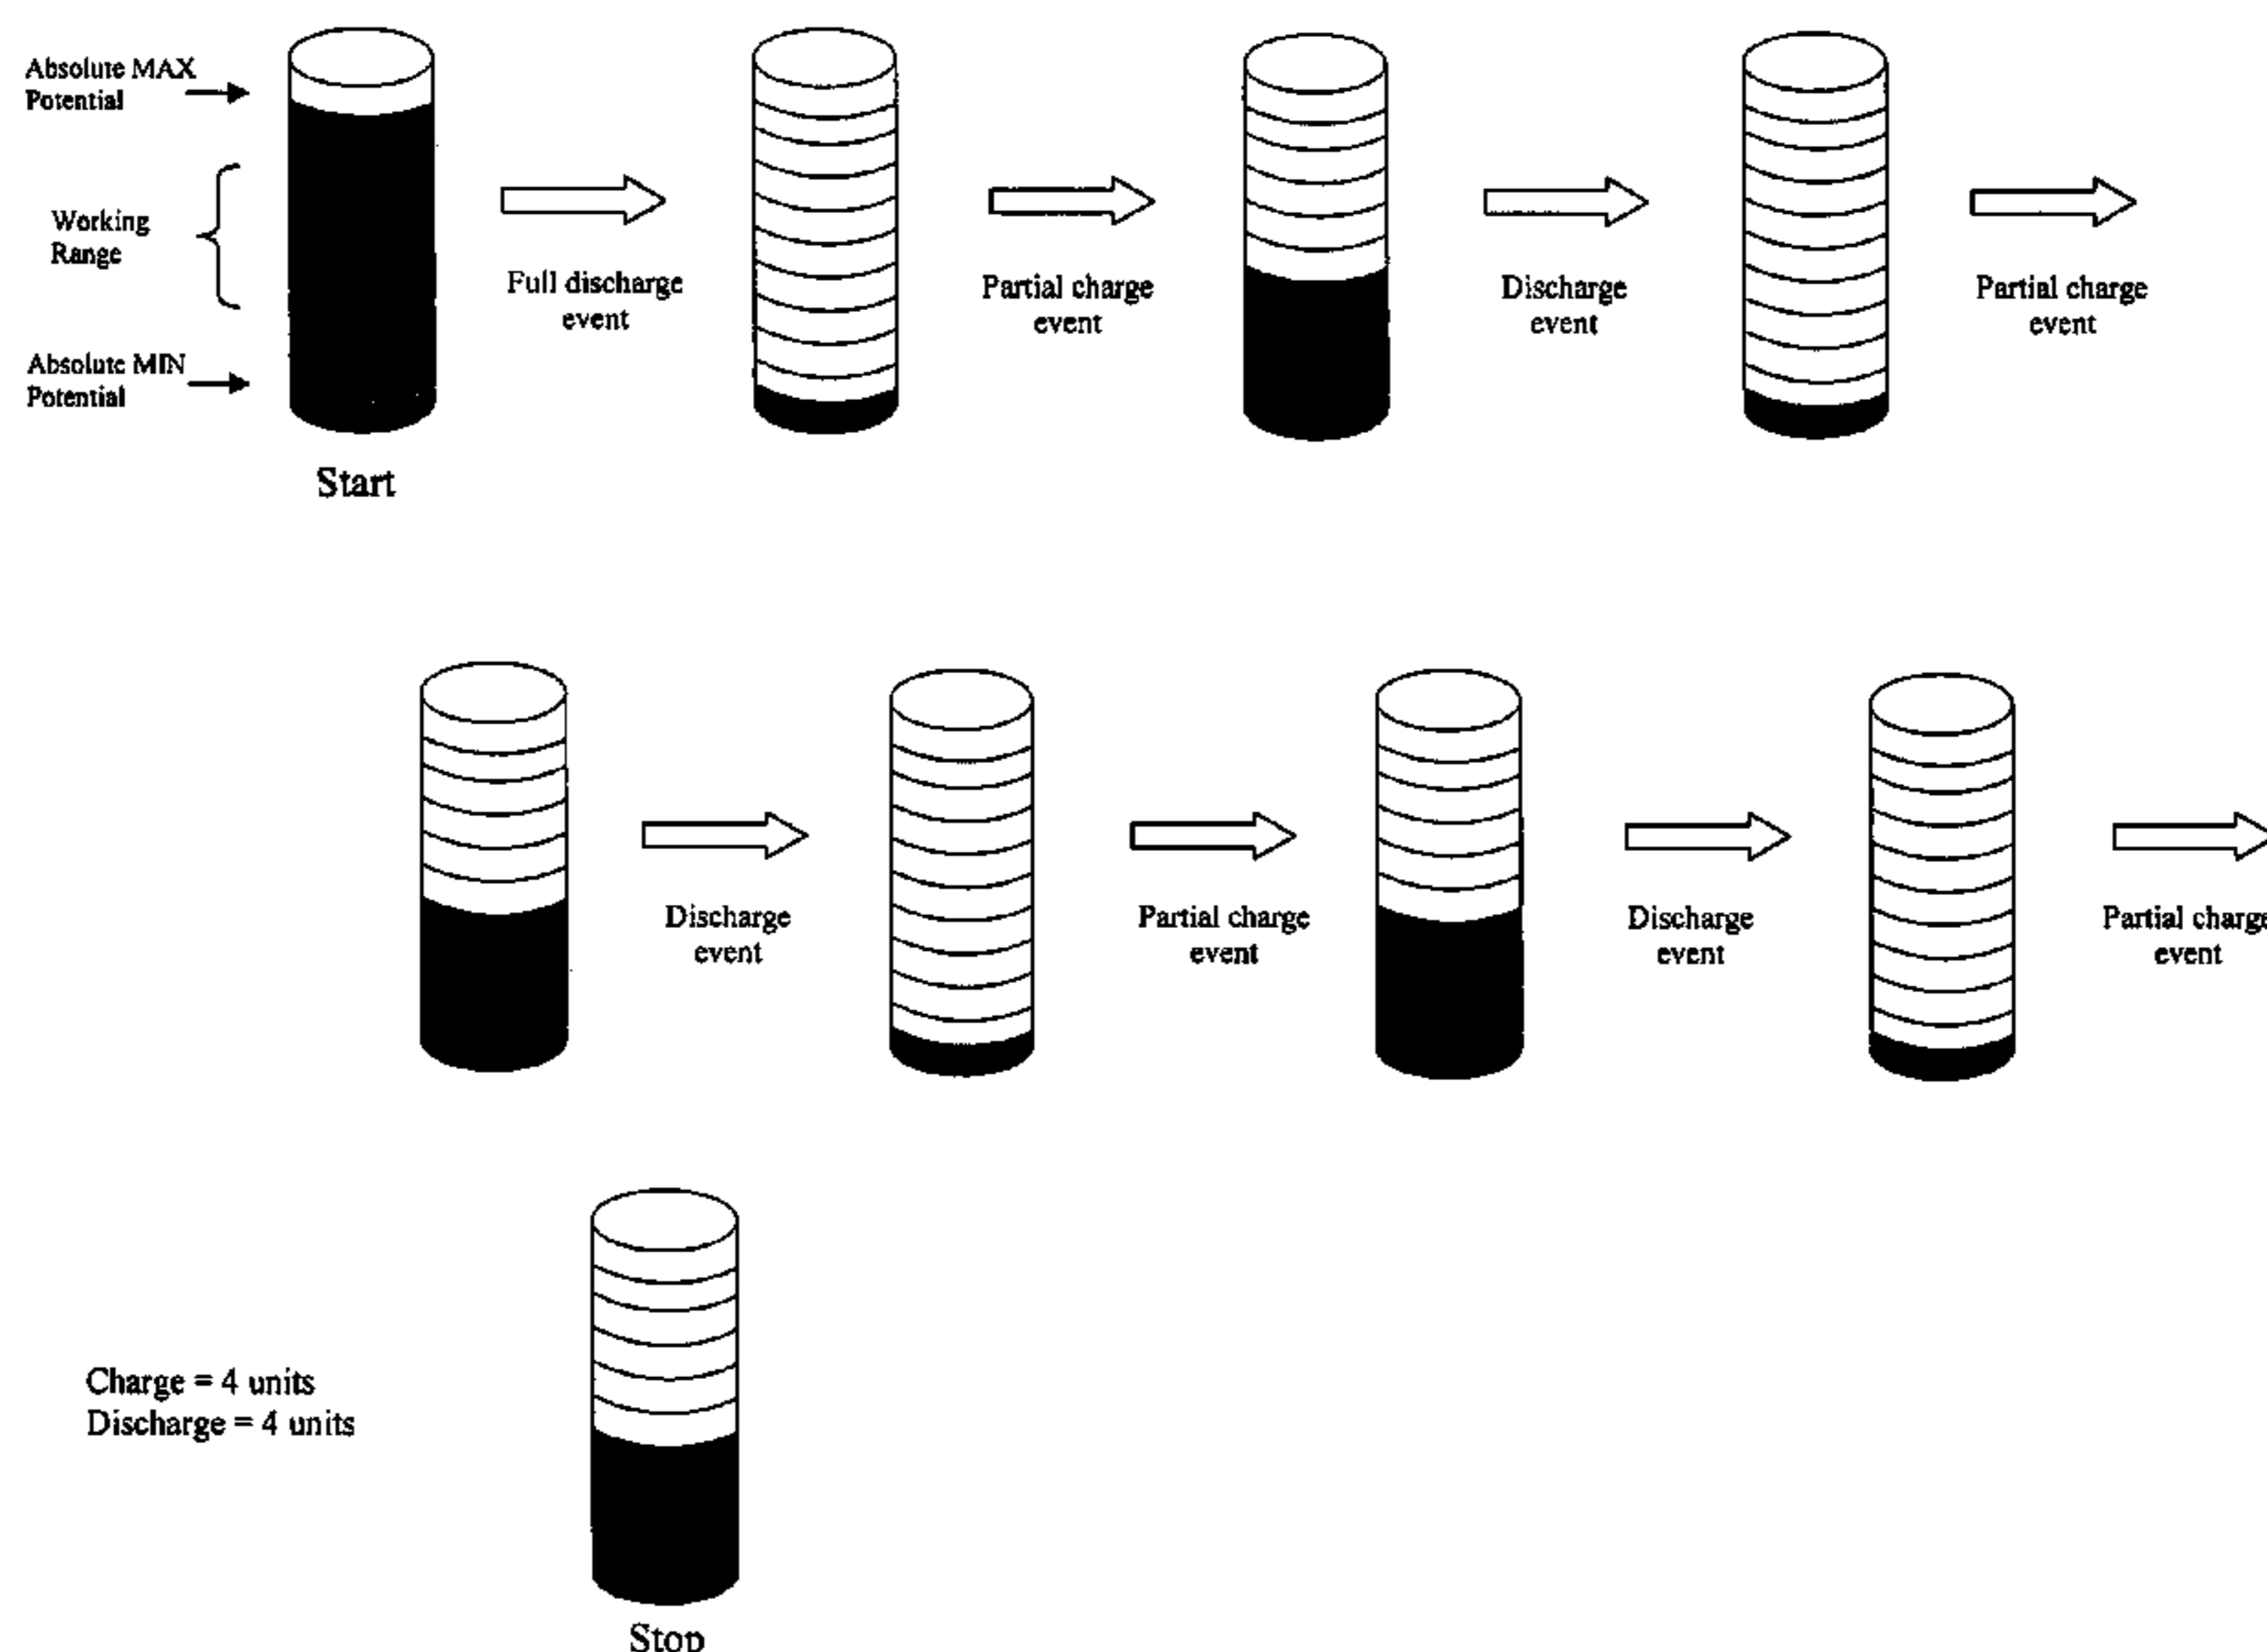 Absolute MAX
Potential
Working
Range
Absolute MIN
Potential
Full discharge
event
Partial charge
event
Discharge
event
Partial charge
event
Start
Discharge
event
Partial charge
event
Discharge
event
Partial charge
event
Charge = 4 units
Discharge = 4 units
Stop